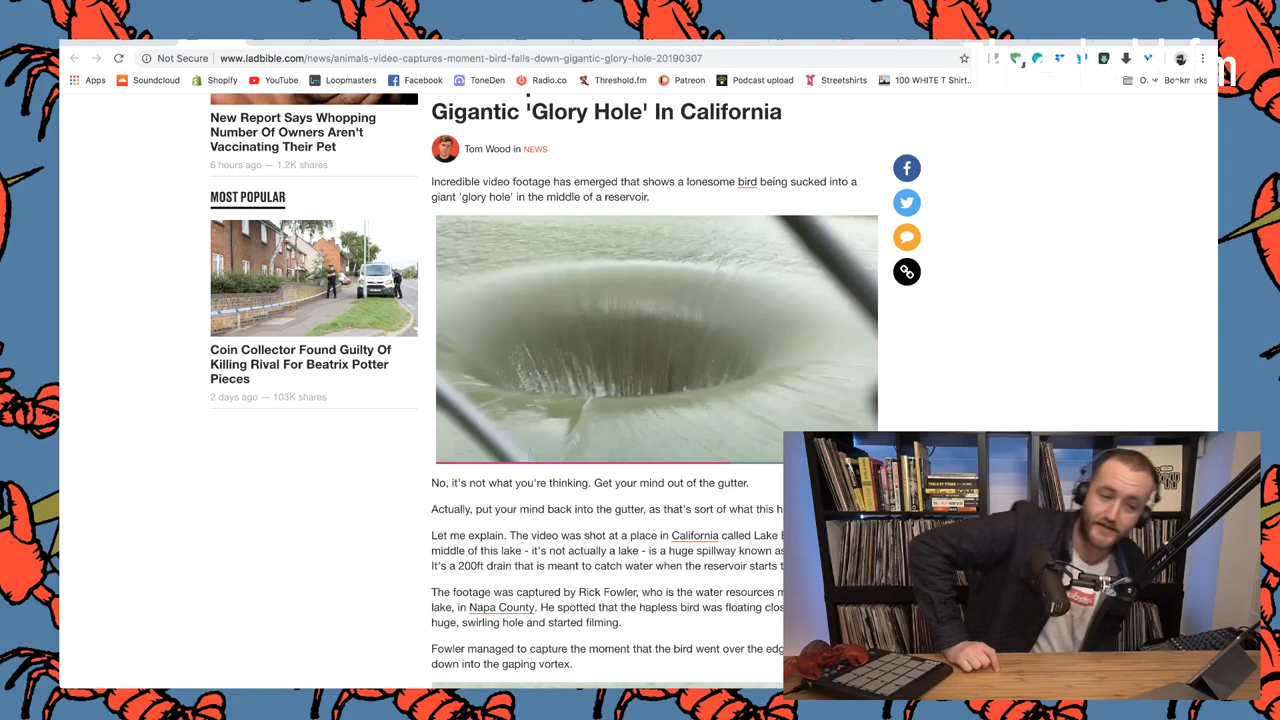 Not Secure
www.ladbible.com/news/animals-video-captures-moment-bird-falls-down-gigantic-glory-hole-20190307
Apps Soundcloud Shopify YouTube Loopmasters Facebook ToneDen Radio.co Threshold.fm Patreon Podcast upload Streetshirts 100 WHITE T Shirt... Bookmarks
New Report Says Whopping
Number Of Owners Aren't
Vaccinating Their Pet
6 hours ago — 1.2K shares
MOST POPULAR
Coin Collector Found Guilty Of
Killing Rival For Beatrix Potter
Pieces
2 days ago — 103K shares
Gigantic 'Glory Hole' In California
Tom Wood in NEWS
Incredible video footage has emerged that shows a lonesome bird being sucked into a
giant 'glory hole' in the middle of a reservoir.
No, it's not what you're thinking. Get your mind out of the gutter.
Actually, put your mind back into the gutter, as that's sort of what this
Let me explain. The video was shot at a place in California called Lake
middle of this lake - it's not actually a lake - is a huge spillway known as
It's a 200ft drain that is meant to catch water when the reservoir starts
The footage was captured by Rick Fowler, who is the water resources
lake, in Napa County. He spotted that the hapless bird was floating
huge, swirling hole and started filming.
Fowler managed to capture the moment that the bird went over the
down into the gaping vortex.